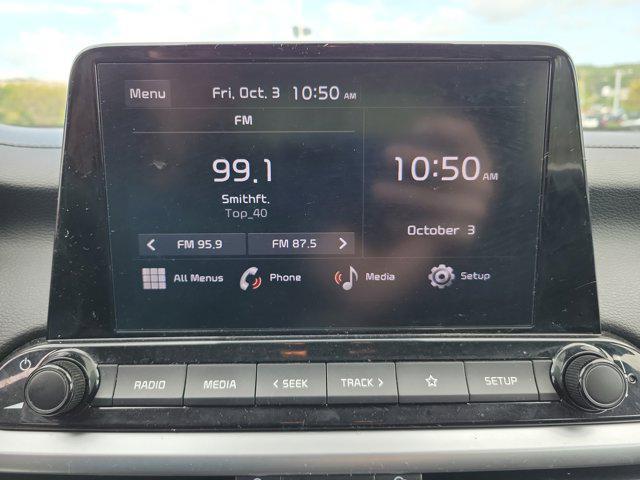 Menu
Fri, Oct. 3 10:50 AM
FM
99.1
Smithft.
Top_40
< FM 95.9
FM 87.5 >
10:50 AM
October 3
All Menus
Phone
Media
Setup
RADIO
MEDIA
< SEEK
TRACK >
SETUP